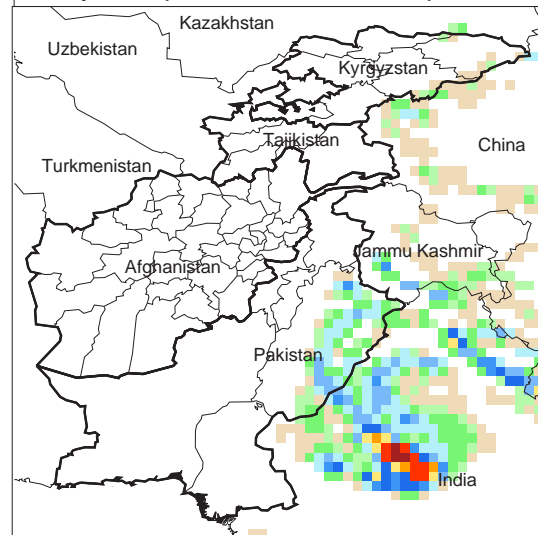 Kazakhstan
Uzbekistan
Kyrgyzstan
Tajikistan
China
Turkmenistan
Jammu Kashmir
Afghanistan
Pakistan
India